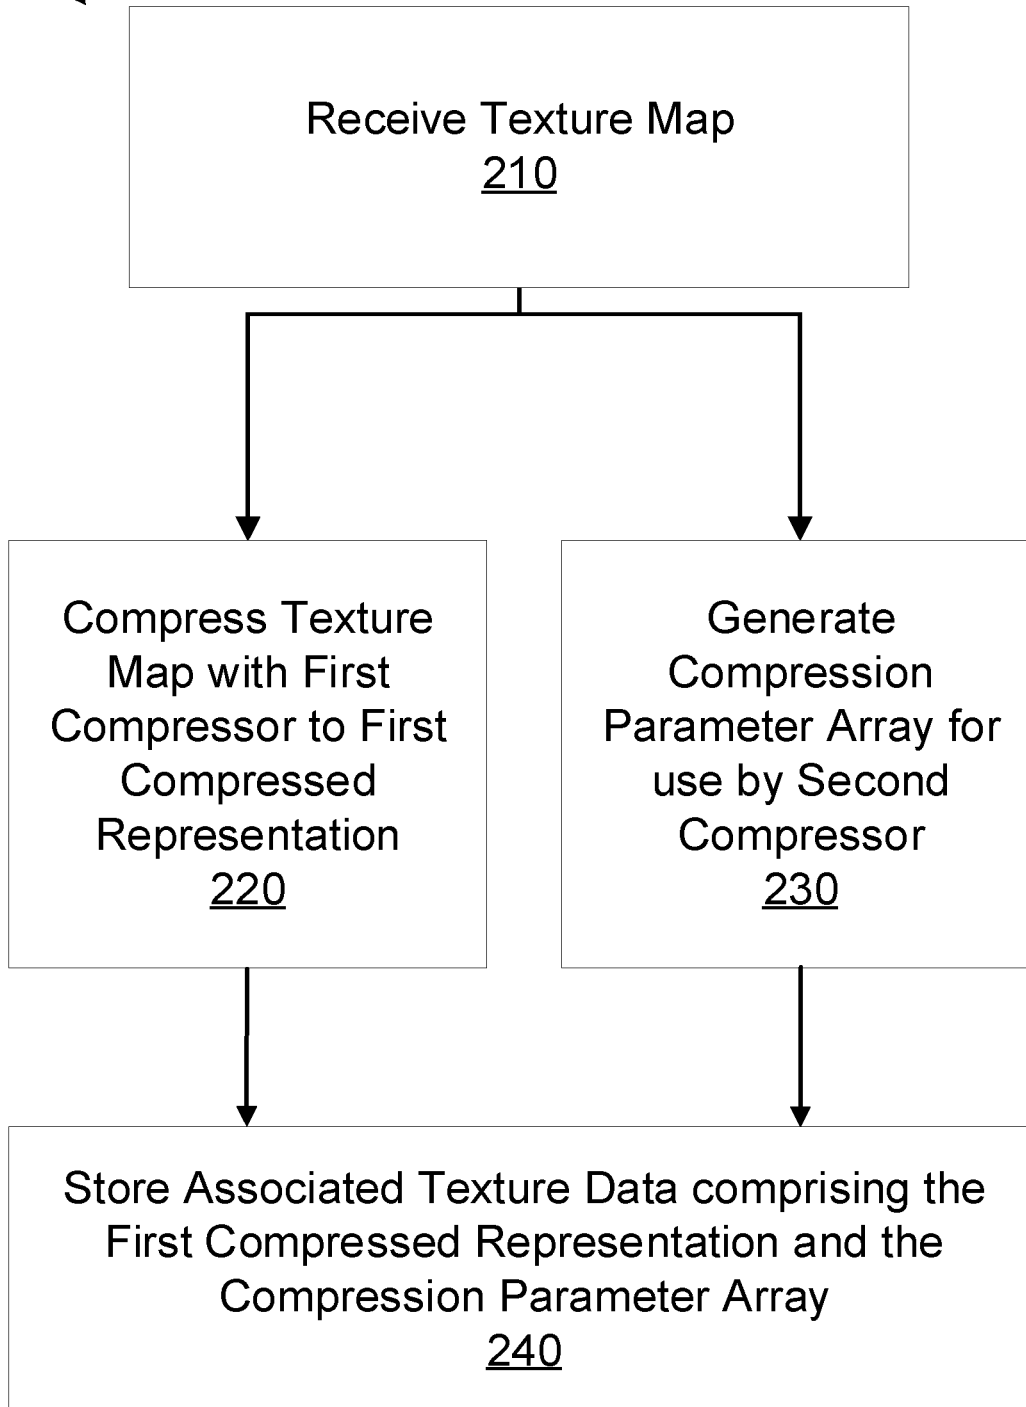 Receive Texture Map
210
Compress Texture
Map with First
Compressor to First
Compressed
Representation
220
Generate
Compression
Parameter Array for
use by Second
Compressor
230
Store Associated Texture Data comprising the
First Compressed Representation and the
Compression Parameter Array
240